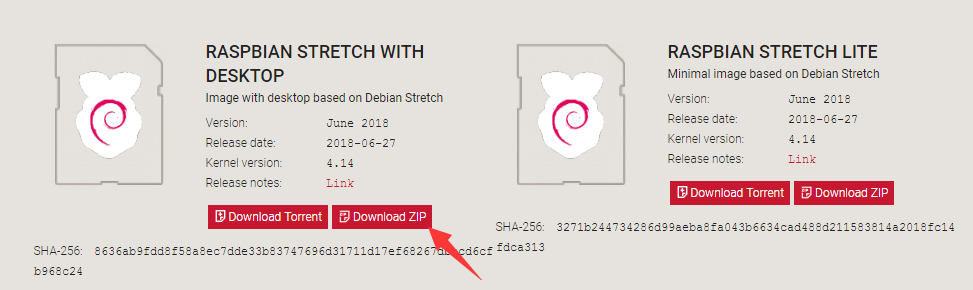 RASPBIAN STRETCH WITH
DESKTOP
Image with desktop based on Debian Stretch
Version: June 2018
Release date: 2018-06-27
Kernel version: 4.14
Release notes: Link
Download Torrent Download ZIP
SHA-256:
b968c24
RASPBIAN STRETCH LITE
Minimal image based on Debian Stretch
Version: June 2018
Release date: 2018-06-27
Kernel version: 4.14
Release notes: Link
Download Torrent Download ZIP
SHA-256: 3271b244734286d99aeba8fa043b6634cad488d211583814a2018fc14
fdca313